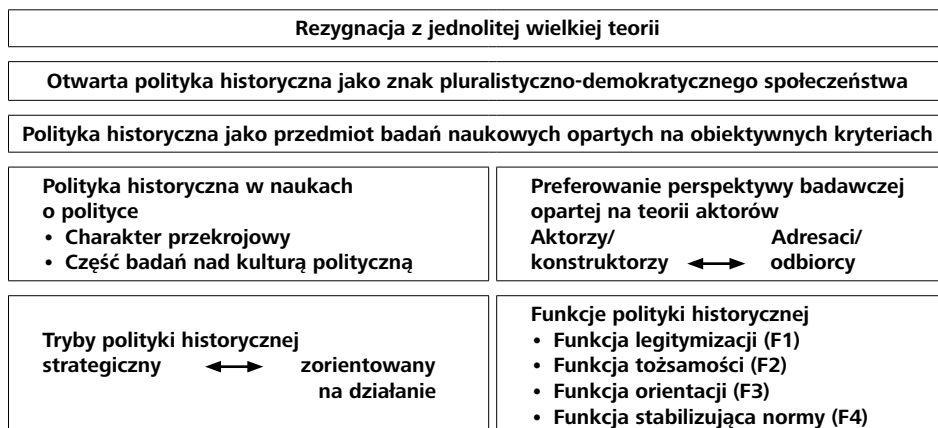 Rezygnacja z jednolitej wielkiej teorii
Otwarta polityka historyczna jako znak pluralistyczno-demokratycznego społeczeństwa
Polityka historyczna jako przedmiot badań naukowych opartych na obiektywnych kryteriach
Polityka historyczna w naukach
o polityce
• Charakter przekrojowy
• Część badań nad kulturą polityczną
Preferowanie perspektywy badawczej
opartej na teorii aktorów
Aktorzy/ Adresaci/
konstruktorzy ↔ odbiorcy
Tryby polityki historycznej
strategiczny ↔ zorientowany
na działanie
Funkcje polityki historycznej
• Funkcja legitymizacji (F1)
• Funkcja tożsamości (F2)
• Funkcja orientacji (F3)
• Funkcja stabilizująca normy (F4)